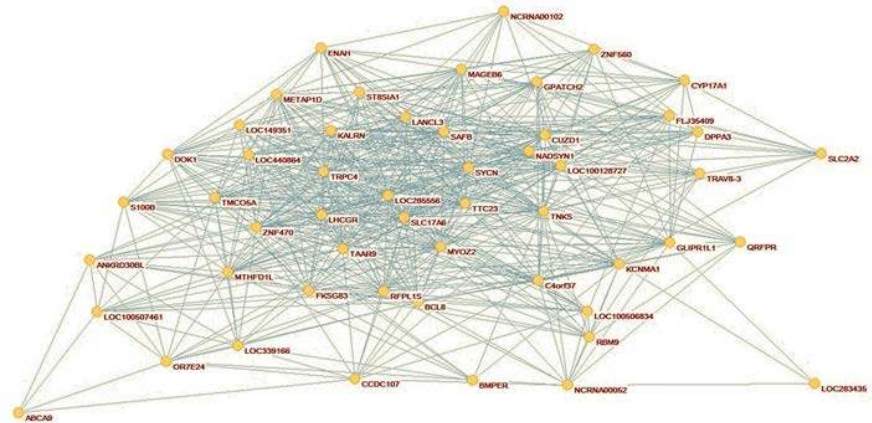 NCRNA00102
ENAH
ZNF560
MAGEB6
GPATCH2
CYP17A1
METAP1D
ST8SIA1
LANCL3
FLJ35409
LOC149351
KALRN
SAFB
CUZD1
DPPA3
DOK1
LOC440864
NADSYN1
SLC2A2
TRPC4
SYCN
LOC100128727
TRAV8-3
S100B
TMCO5A
LOC285556
TTC23
TNKS
LHCGR
SLC17A6
ZNF470
TAAR9
MYOZ2
GLIPR1L1
QRFPR
ANKRD30BL
MTHFD1L
KCNMA1
FKSG83
RFPL1S
C4orf37
BCL8
LOC100507461
LOC100506834
RBM9
LOC339166
OR7E24
CCDC107
BMPER
NCRNA00052
LOC283435
ABCA9